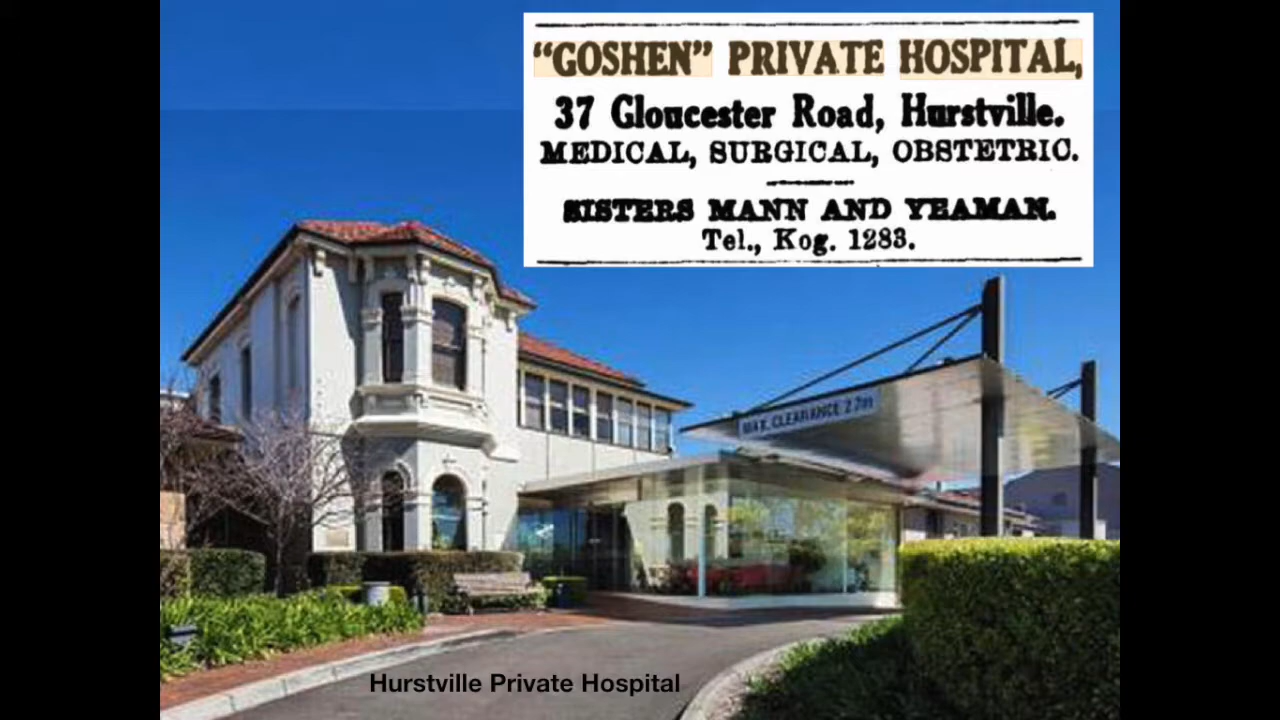 “GOSHEN” PRIVATE HOSPITAL,
37 Gloucester Road, Hurstville.
MEDICAL, SURGICAL, OBSTETRIC.
SISTERS MANN AND YEAMAN.
Tel., Kog. 1283.
MAX. CLEARANCE 2.7m
Hurstville Private Hospital